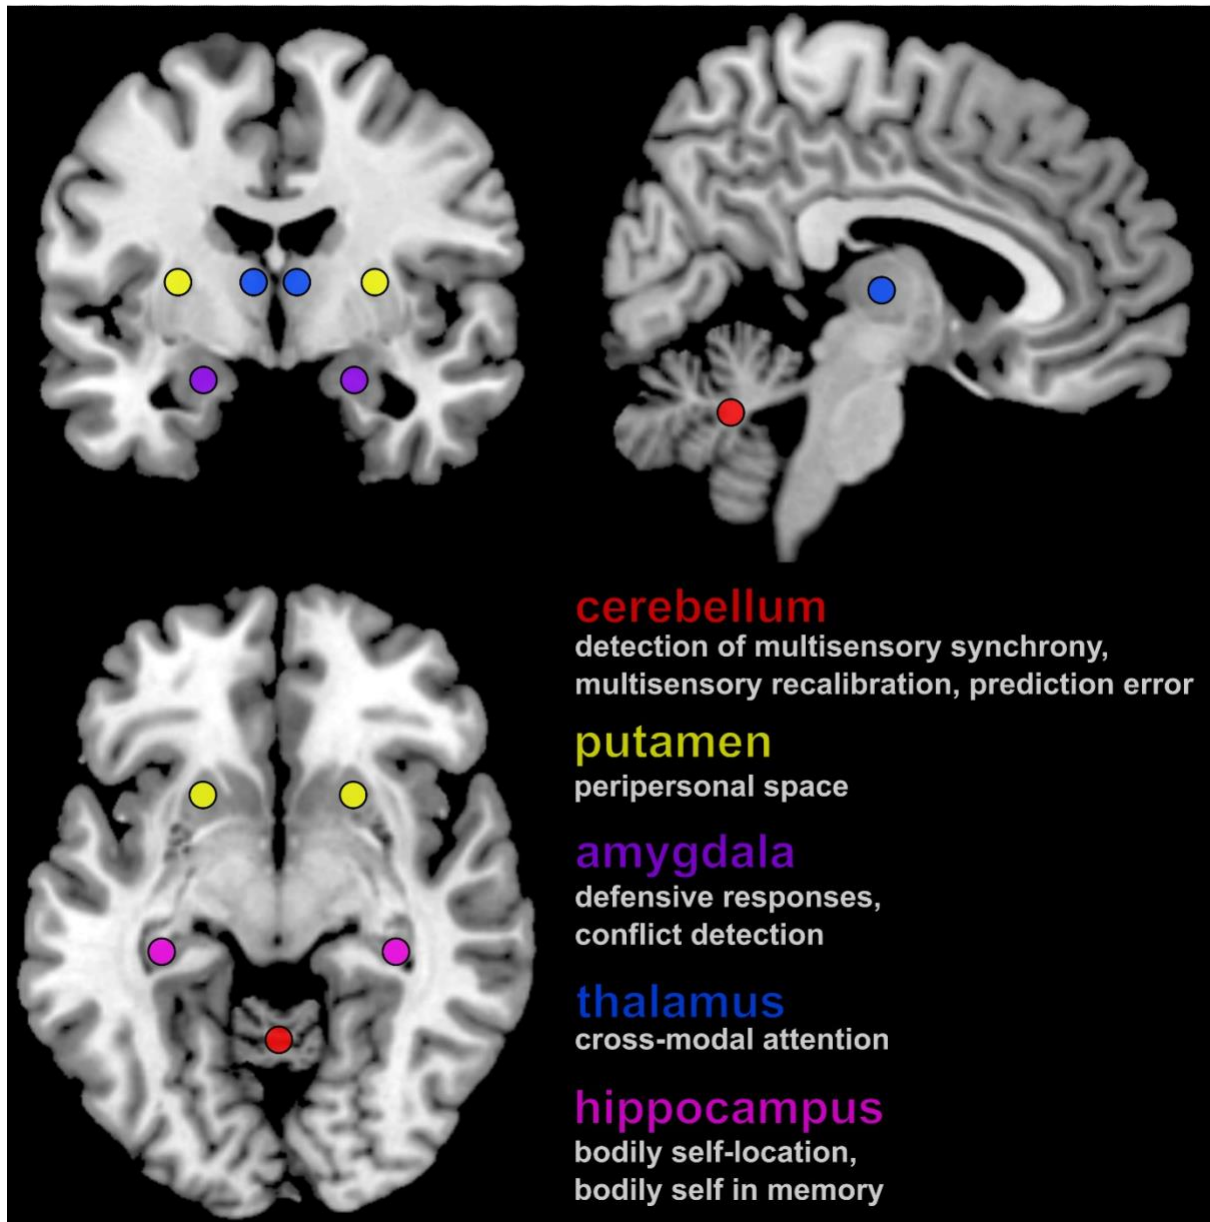 cerebellum
detection of multisensory synchrony,
multisensory recalibration, prediction error
putamen
peripersonal space
amygdala
defensive responses,
conflict detection
thalamus
cross-modal attention
hippocampus
bodily self-location,
bodily self in memory